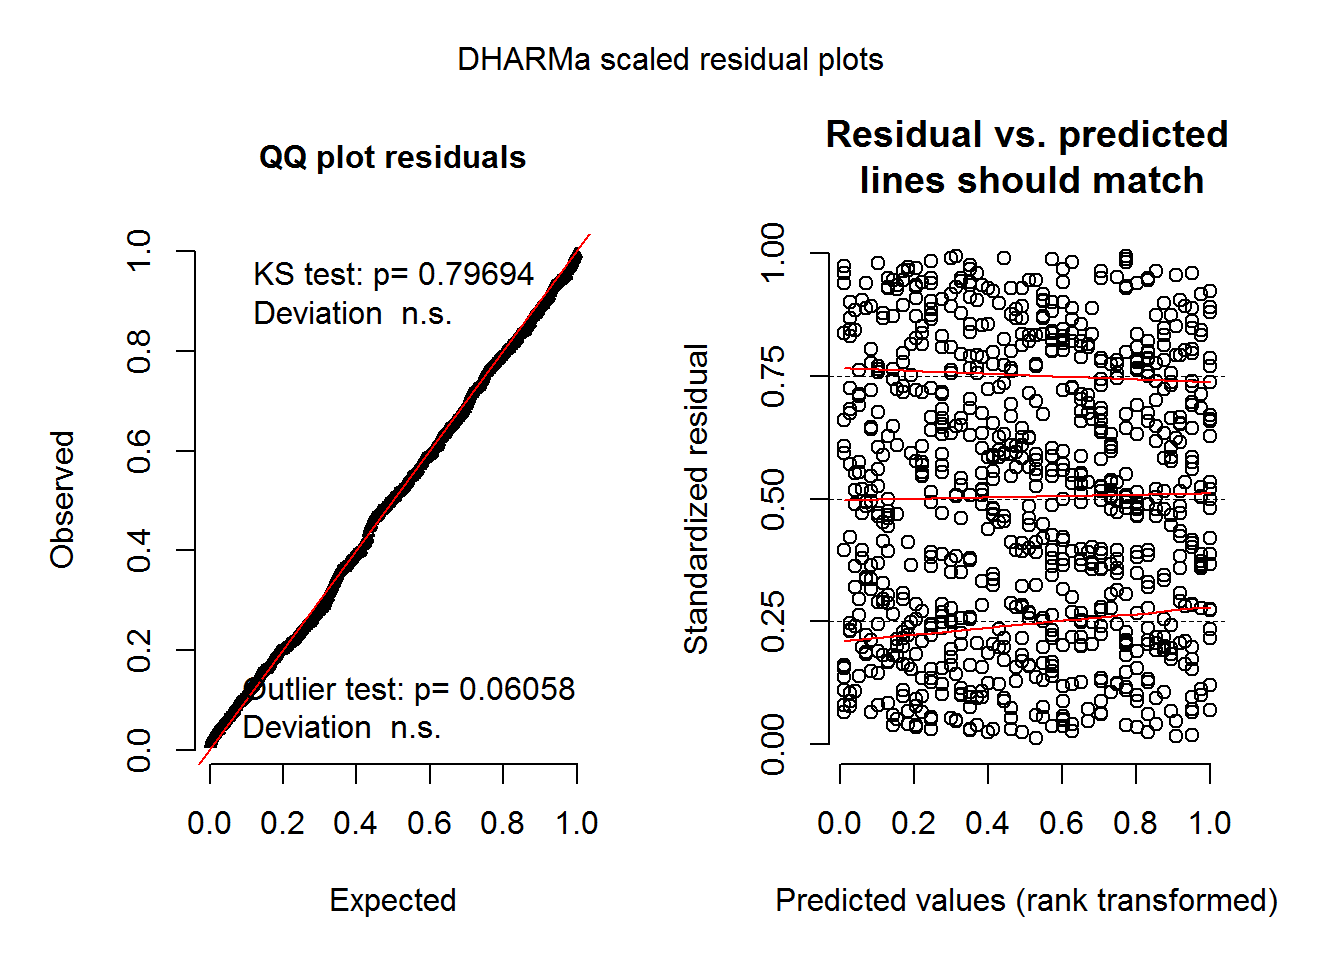 DHARMa scaled residual plots
QQ plot residuals
KS test: p= 0.79694
Deviation  n.s.
Outlier test: p= 0.06058
Deviation  n.s.
Observed
0.0 0.2 0.4 0.6 0.8 1.0
0.0 0.2 0.4 0.6 0.8 1.0
Expected
Residual vs. predicted
lines should match
Standardized residual
0.00 0.25 0.50 0.75 1.00
0.0 0.2 0.4 0.6 0.8 1.0
Predicted values (rank transformed)